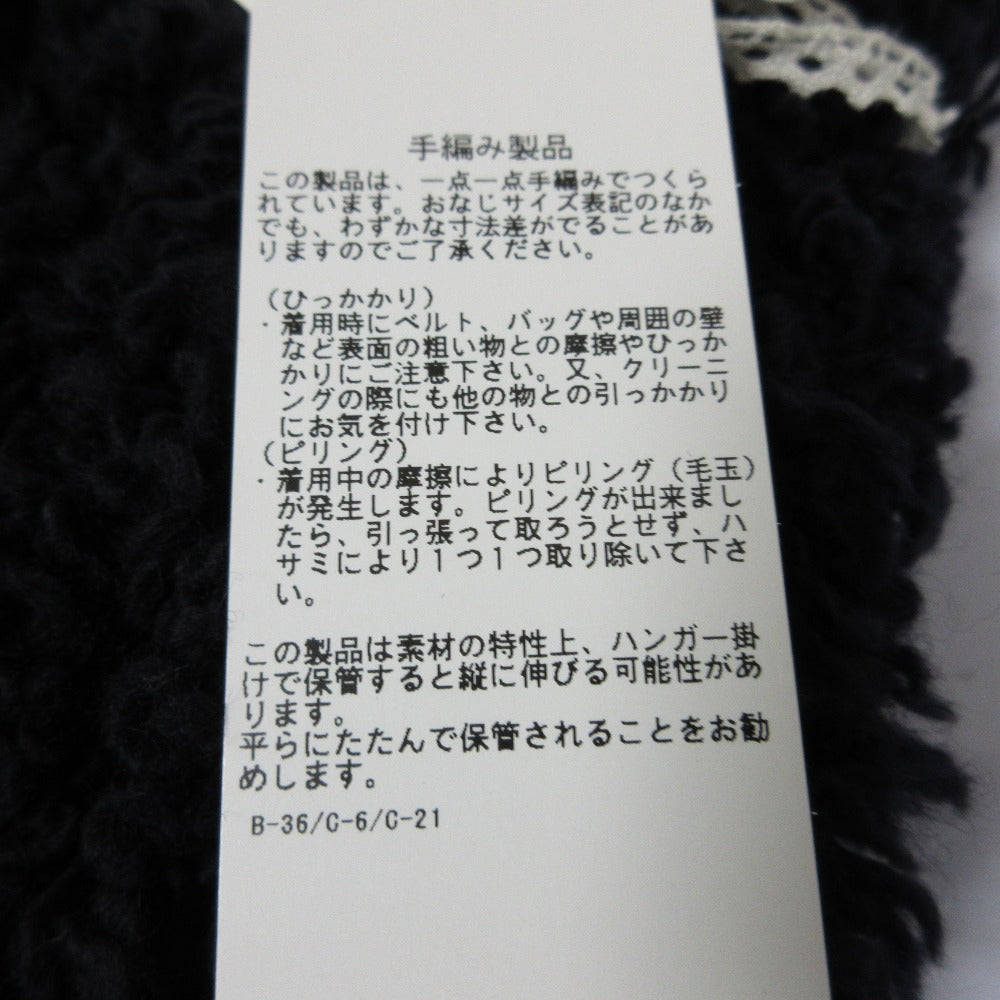 手編み製品
この製品は、一点一点手編みでつくら
れています。おなじサイズ表記のなか
でも、わずかな寸法差がでることがあ
りますのでご了承ください。
（ひっかかり）
・着用時にベルト、バッグや周囲の壁
など表面の粗い物との摩擦やひっか
かりにご注意下さい。又、クリーニ
ングの際にも他の物との引っかかり
にお気を付け下さい。
（ピリング）
・着用中の摩擦によりピリング（毛玉）
が発生します。ピリングが出来まし
たら、引っ張って取ろうとせず、ハ
サミにより１つ１つ取り除いて下さ
い。
この製品は素材の特性上、ハンガー掛
けで保管すると縦に伸びる可能性があ
ります。
平らにたたんで保管されることをお勧
めします。
B-36/C-6/C-21